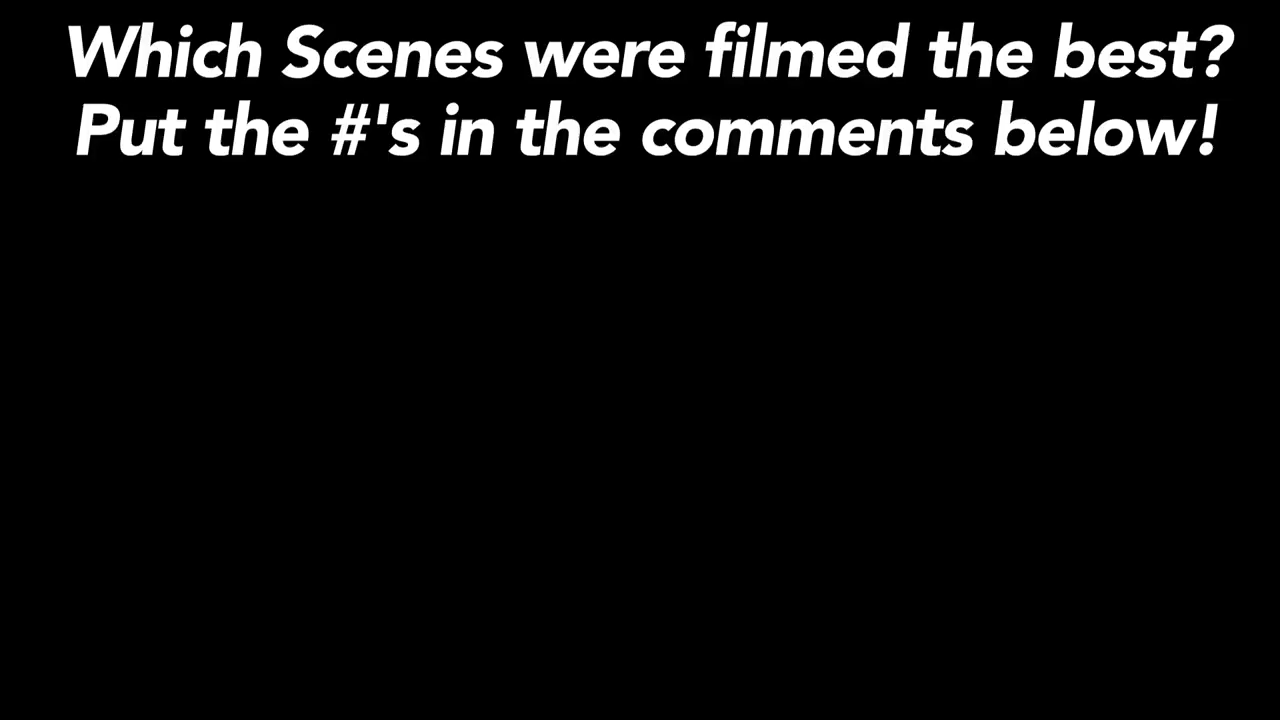 Which Scenes were filmed the best?
Put the #'s in the comments below!